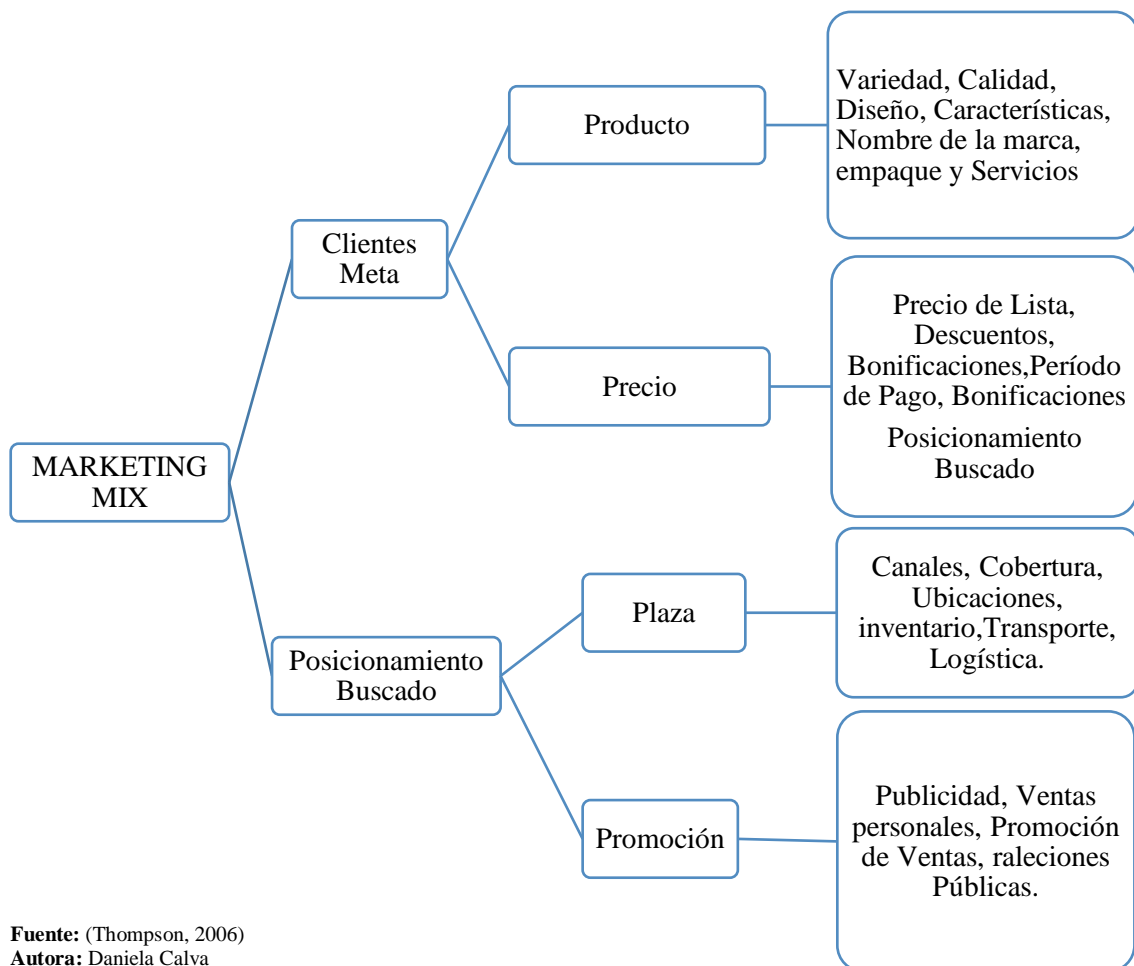 MARKETING
MIX
Clientes
Meta
Producto
Variedad, Calidad,
Diseño, Características,
Nombre de la marca,
empaque y Servicios
Precio
Precio de Lista,
Descuentos,
Bonificaciones,Período
de Pago, Bonificaciones
Posicionamiento
Buscado
Posicionamiento
Buscado
Plaza
Canales, Cobertura,
Ubicaciones,
inventario,Transporte,
Logística.
Promoción
Publicidad, Ventas
personales, Promoción
de Ventas, raleciones
Públicas.
Fuente: (Thompson, 2006)
Autora: Daniela Calva